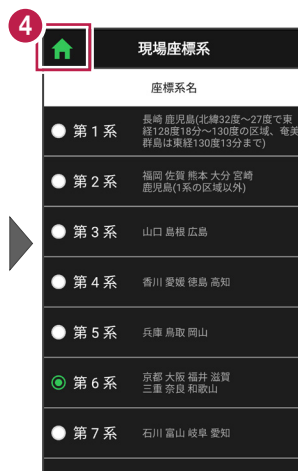 4
現場座標系
座標系名
第1系
長崎 鹿児島(北緯32度〜27度で東
経128度18分〜130度の区域、奄美
群島は東経130度13分まで)
第2系
福岡 佐賀 熊本 大分 宮崎
鹿児島(1系の区域以外)
第3系
山口 島根 広島
第4系
香川 愛媛 徳島 高知
第5系
兵庫 鳥取 岡山
第6系
京都 大阪 福井 滋賀
三重 奈良 和歌山
第7系
石川 富山 岐阜 愛知